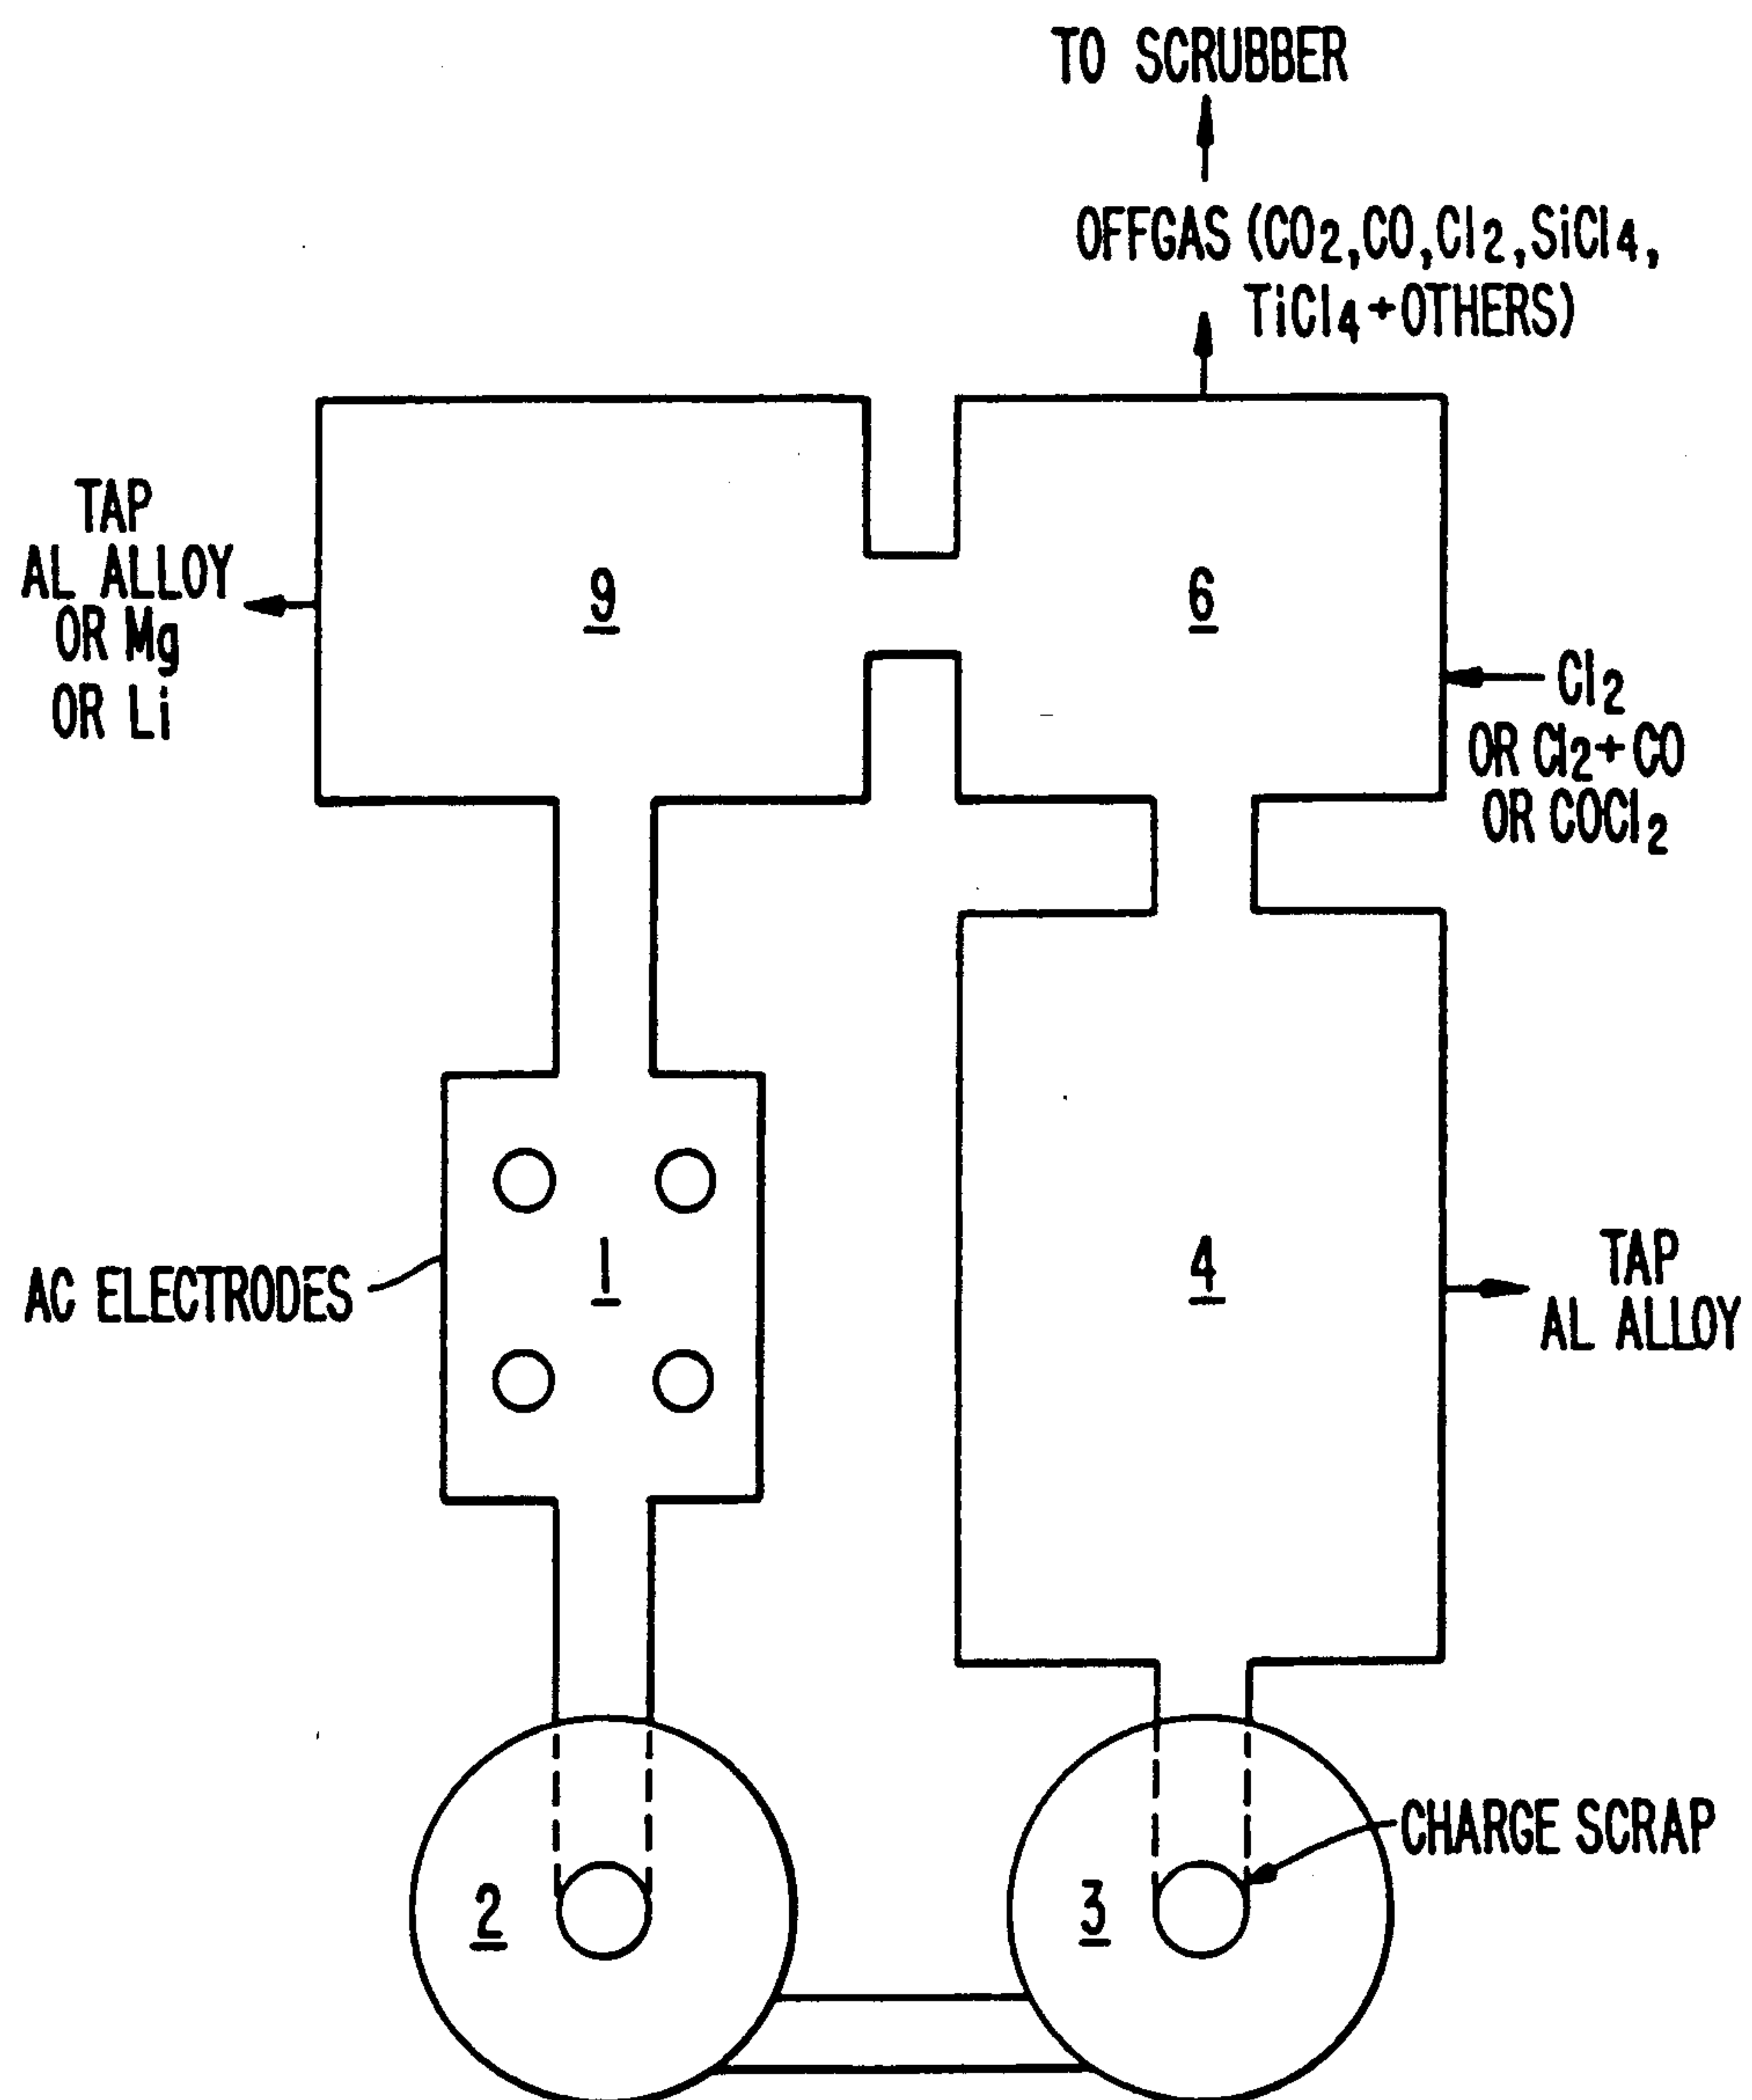 TO SCRUBBER
OFFGAS (CO2,CO,Cl2,SiCl4,
TiCl4+OTHERS)
TAP
AL ALLOY
OR Mg
OR Li
9
6
Cl2
OR Cl2+CO
OR COCl2
AC ELECTRODES
1
4
TAP
AL ALLOY
CHARGE SCRAP
2
3